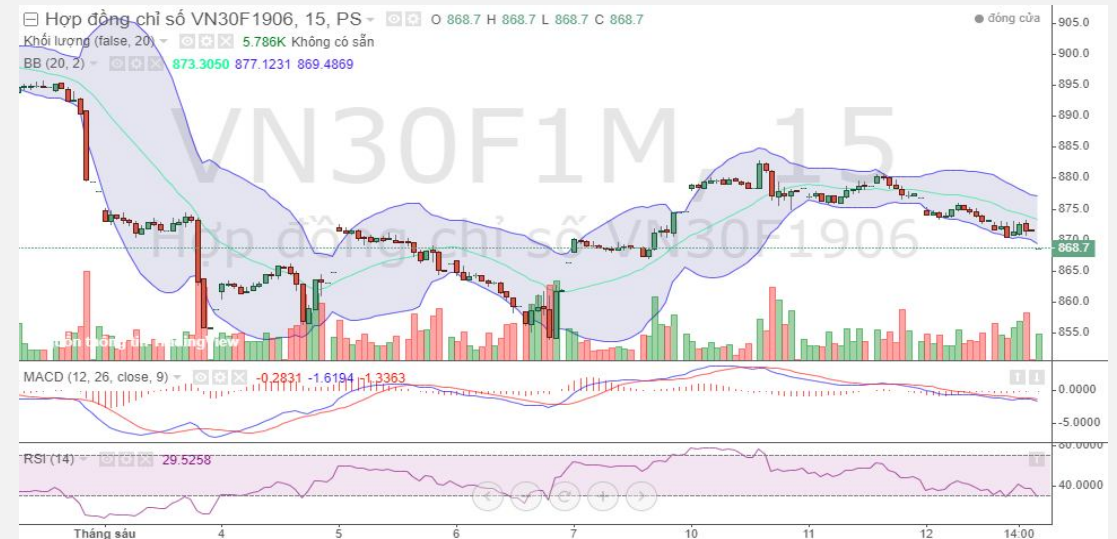 Hợp đồng chỉ số VN30F1906, 15, PS O 868.7 H 868.7 L 868.7 C 868.7
đóng cửa
Khối lượng (false, 20) 5.786K Không có sẵn
BB (20, 2) 873.3050 877.1231 869.4869
VN30F1M, 15
Hợp đồng chỉ số VN30F1906
905.0
900.0
895.0
890.0
885.0
880.0
875.0
870.0
868.7
865.0
860.0
855.0
TradingView
MACD (12, 26, close, 9) -0.2831 -1.6194 -1.3363
0.0000
-5.0000
RSI (14) 29.5258
80.0000
40.0000
Tháng sáu 4 5 6 7 10 11 12 14:00